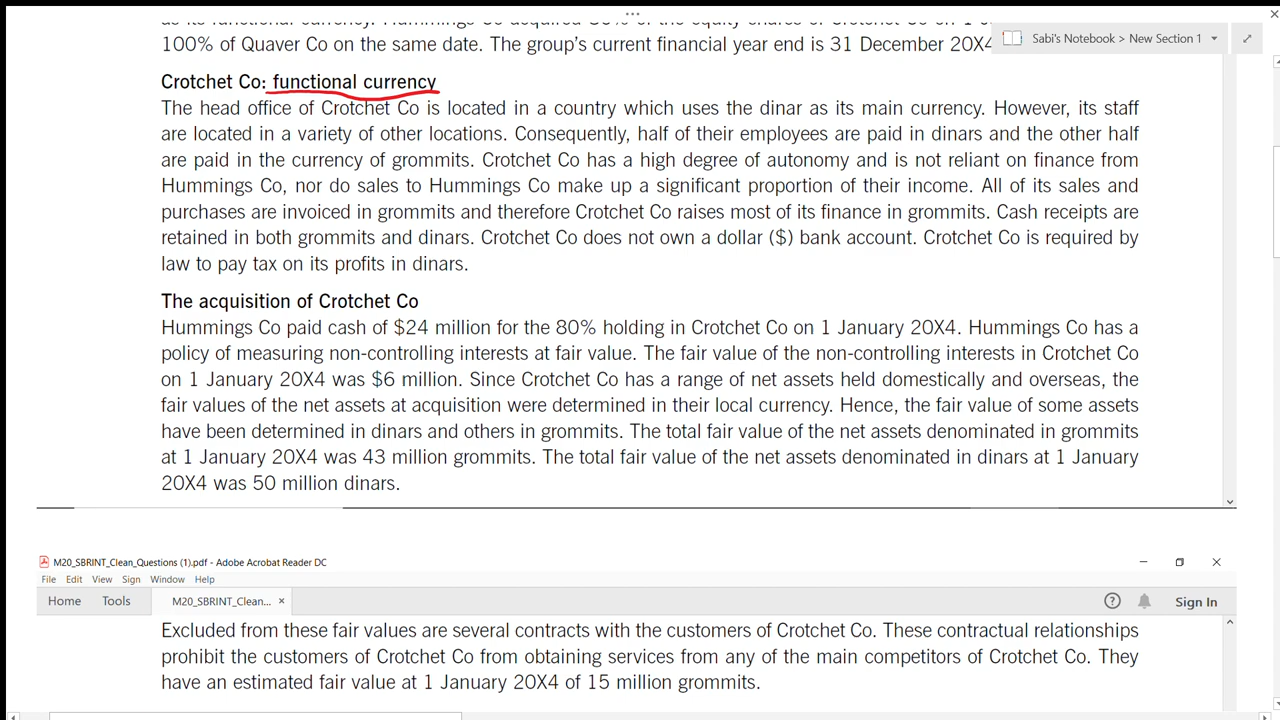 Sabi's Notebook > New Section 1
100% of Quaver Co on the same date. The group's current financial year end is 31 December 20X4
Crotchet Co: functional currency
The head office of Crotchet Co is located in a country which uses the dinar as its main currency. However, its staff
are located in a variety of other locations. Consequently, half of their employees are paid in dinars and the other half
are paid in the currency of grommits. Crotchet Co has a high degree of autonomy and is not reliant on finance from
Hummings Co, nor do sales to Hummings Co make up a significant proportion of their income. All of its sales and
purchases are invoiced in grommits and therefore Crotchet Co raises most of its finance in grommits. Cash receipts are
retained in both grommits and dinars. Crotchet Co does not own a dollar ($) bank account. Crotchet Co is required by
law to pay tax on its profits in dinars.
The acquisition of Crotchet Co
Hummings Co paid cash of $24 million for the 80% holding in Crotchet Co on 1 January 20X4. Hummings Co has a
policy of measuring non-controlling interests at fair value. The fair value of the non-controlling interests in Crotchet Co
on 1 January 20X4 was $6 million. Since Crotchet Co has a range of net assets held domestically and overseas, the
fair values of the net assets at acquisition were determined in their local currency. Hence, the fair value of some assets
have been determined in dinars and others in grommits. The total fair value of the net assets denominated in grommits
at 1 January 20X4 was 43 million grommits. The total fair value of the net assets denominated in dinars at 1 January
20X4 was 50 million dinars.
M20_SBRINT_Clean_Questions (1).pdf - Adobe Acrobat Reader DC
File Edit View Sign Window Help
Home Tools M20_SBRINT_Clean... × Sign In
Excluded from these fair values are several contracts with the customers of Crotchet Co. These contractual relationships
prohibit the customers of Crotchet Co from obtaining services from any of the main competitors of Crotchet Co. They
have an estimated fair value at 1 January 20X4 of 15 million grommits.